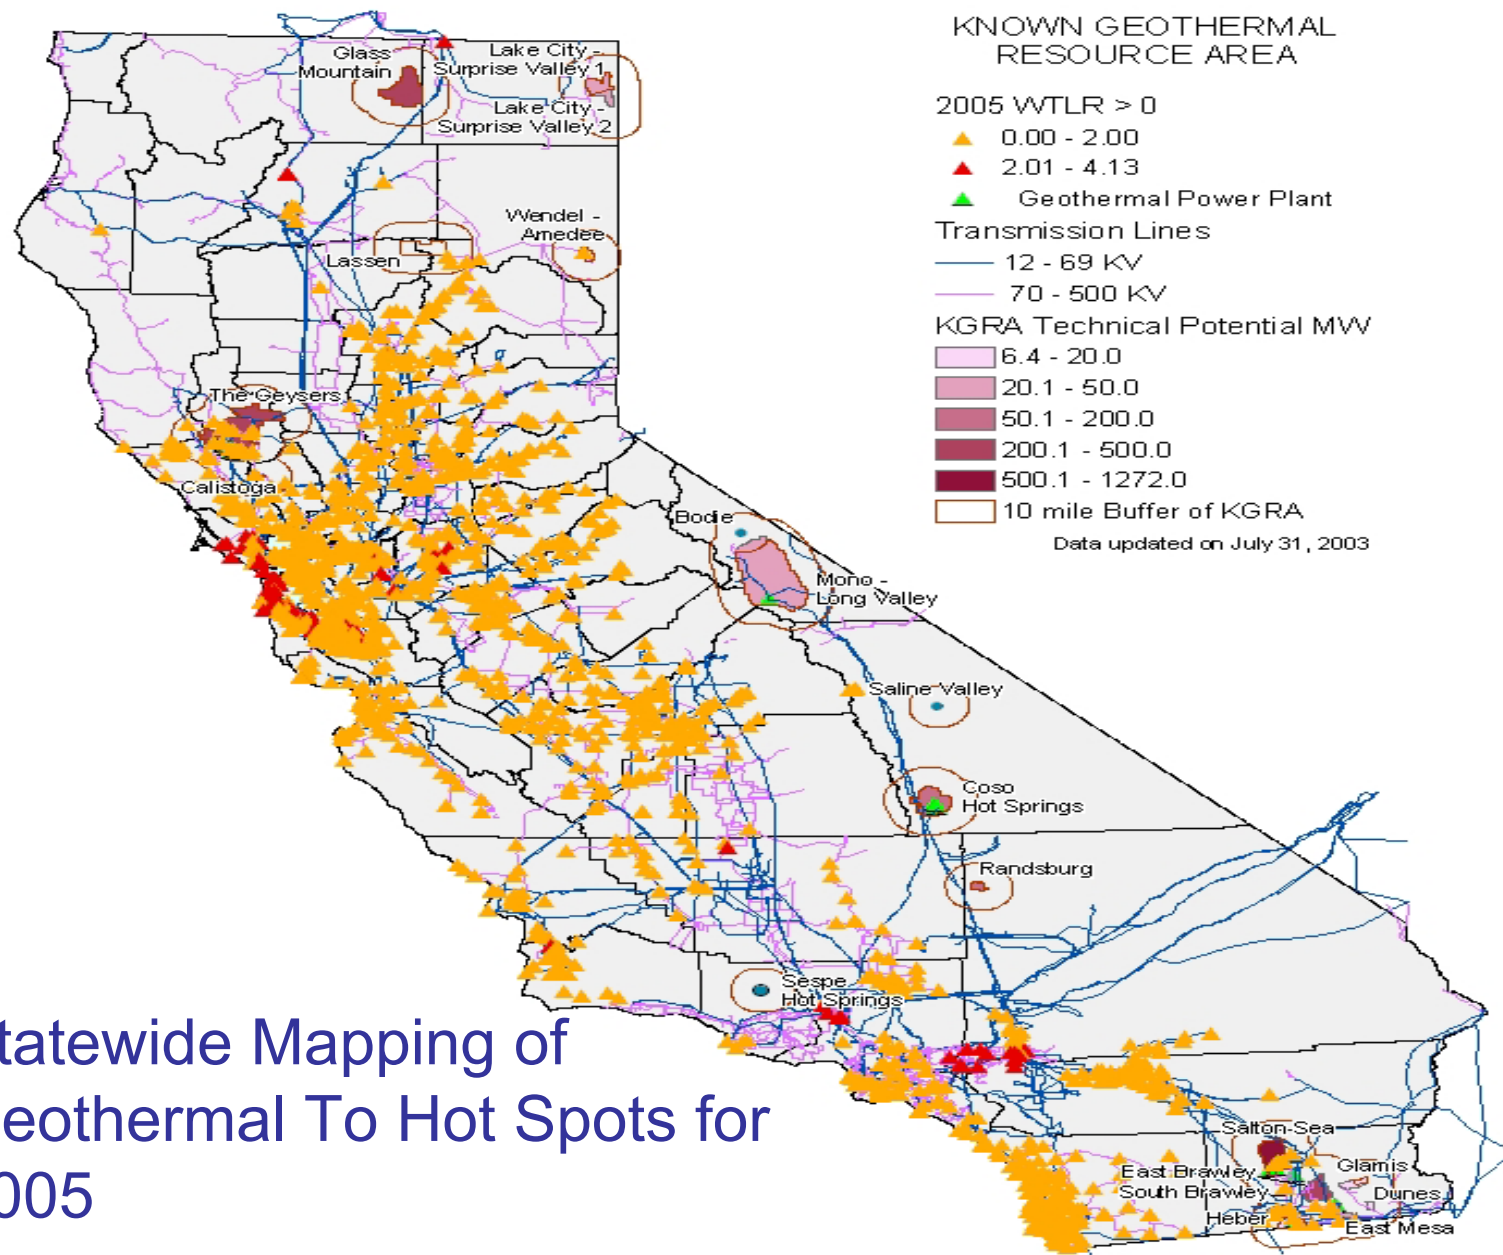 KNOWN GEOTHERMAL
RESOURCE AREA
2005 WTLR > 0
0.00 - 2.00
2.01 - 4.13
Geothermal Power Plant
Transmission Lines
12 - 69 KV
70 - 500 KV
KGRA Technical Potential MW
6.4 - 20.0
20.1 - 50.0
50.1 - 200.0
200.1 - 500.0
500.1 - 1272.0
10 mile Buffer of KGRA
Data updated on July 31, 2003
Glass
Mountain
Lake City -
Surprise Valley 1
Lake City -
Surprise Valley 2
Wendel -
Amedee
Lassen
The Geysers
Calistoga
Bodie
Mono -
Long Valley
Saline Valley
Coso
Hot Springs
Randsburg
Sespe
Hot Springs
Salton Sea
East Brawley
South Brawley
Glamis
Dunes
Heber
East Mesa
tatewide Mapping of
eothermal To Hot Spots for
005